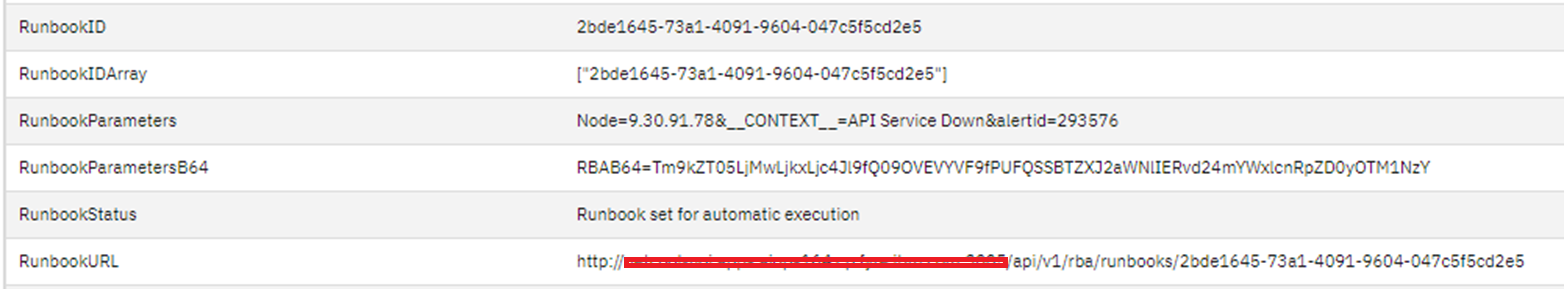 RunbookID 2bde1645-73a1-4091-9604-047c5f5cd2e5
RunbookIDArray ["2bde1645-73a1-4091-9604-047c5f5cd2e5"]
RunbookParameters Node=9.30.91.78&__CONTEXT__=API Service Down&alertid=293576
RunbookParametersB64 RBAB64=Tm9kZT05LjMwLjkxLjc4Jl9fQ09OVEVYVF9fPUFQSSBTZXJ2aWNlIERvd24mYWxlcnRpZD0yOTM1NzY
RunbookStatus Runbook set for automatic execution
RunbookURL http:// /api/v1/rba/runbooks/2bde1645-73a1-4091-9604-047c5f5cd2e5